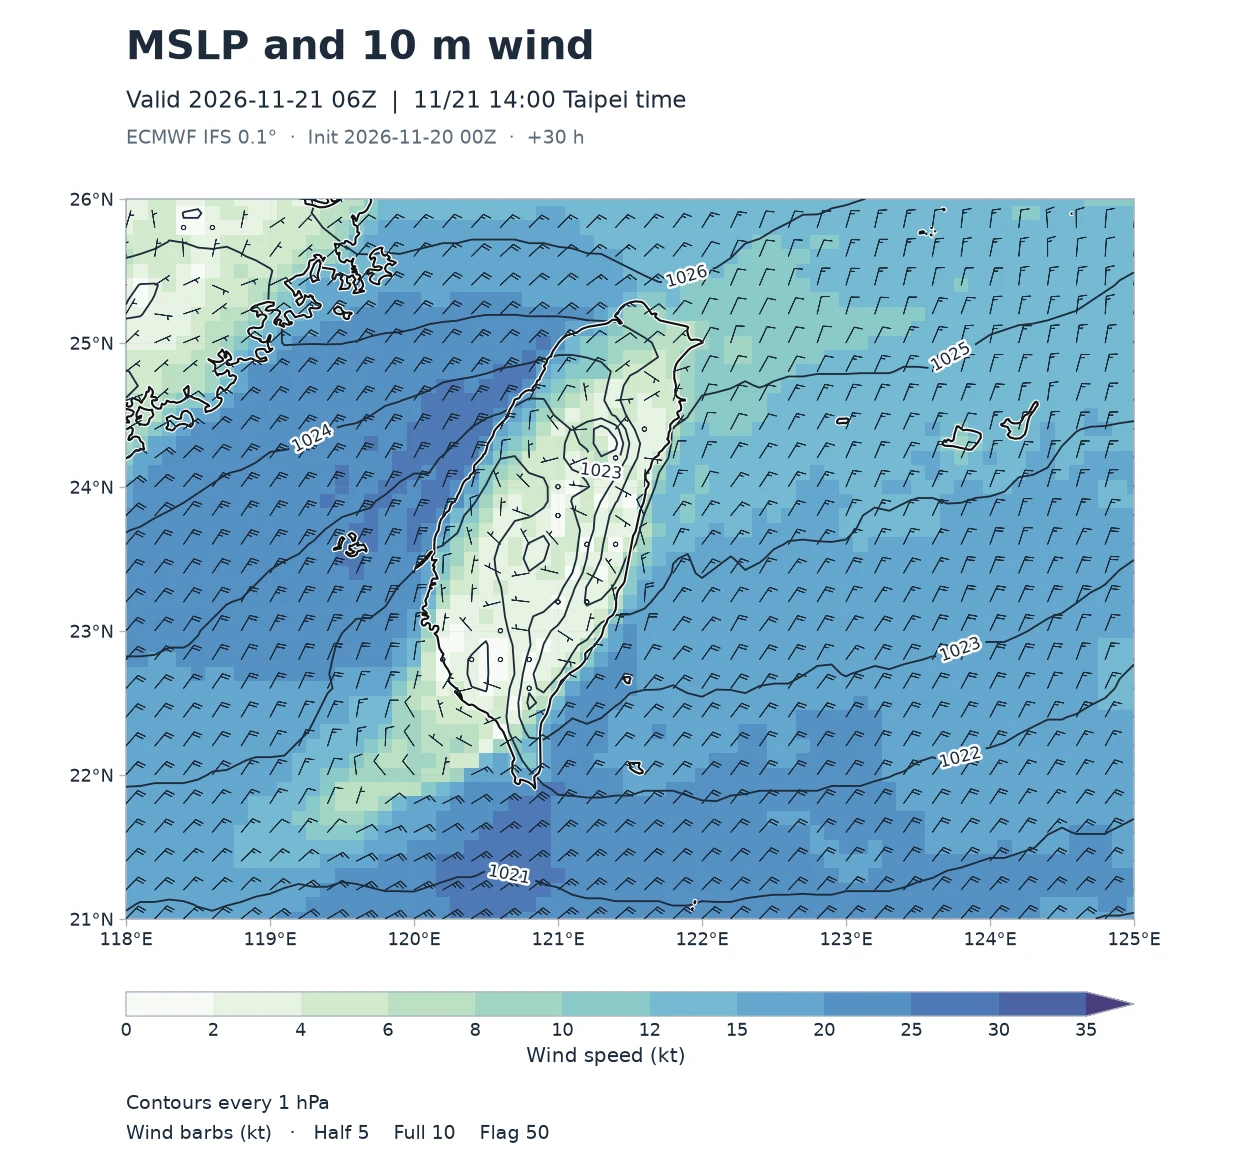 MSLP and 10 m wind
Valid 2026-11-21 06Z | 11/21 14:00 Taipei time
ECMWF IFS 0.1° · Init 2026-11-20 00Z · +30 h
26°N
25°N
24°N
23°N
22°N
21°N
1026
1025
1024
1023
1023
1022
1021
118°E 119°E 120°E 121°E 122°E 123°E 124°E 125°E
0 2 4 6 8 10 12 15 20 25 30 35
Wind speed (kt)
Contours every 1 hPa
Wind barbs (kt) · Half 5 Full 10 Flag 50